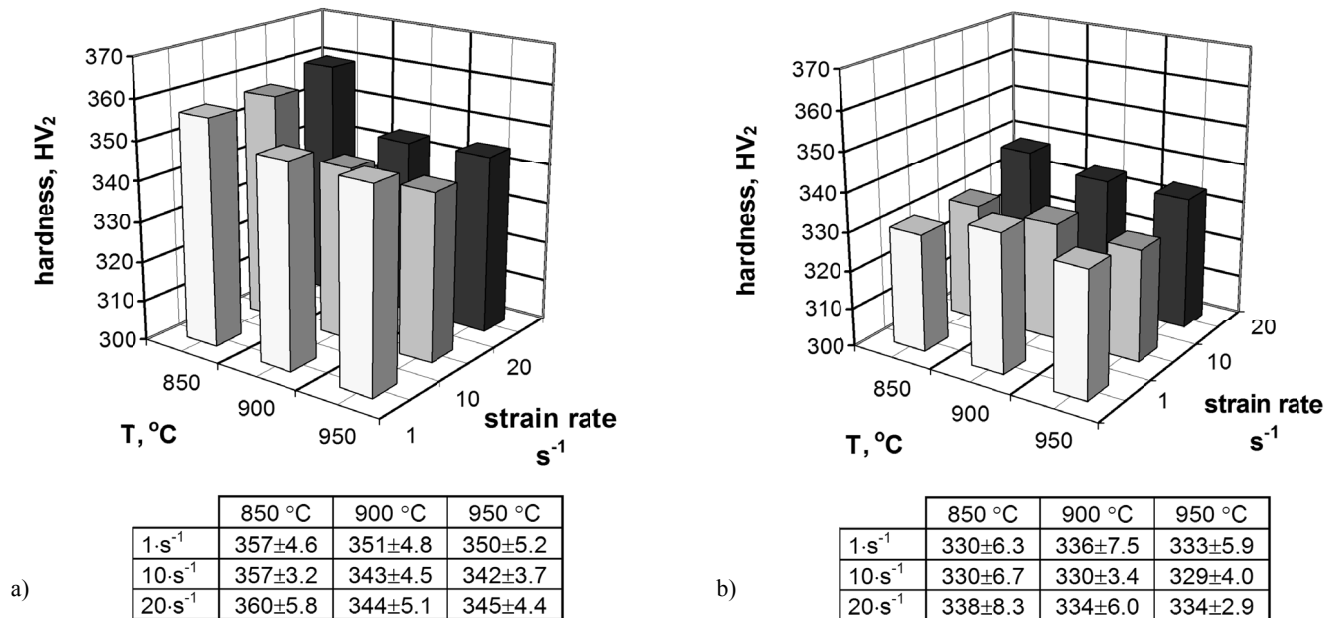 370
360
350
340
330
320
310
300
hardness, HV2
850
900
950
T, °C
1
10
20
strain rate
s-1
850 °C 900 °C 950 °C
1·s-1 357±4.6 351±4.8 350±5.2
10·s-1 357±3.2 343±4.5 342±3.7
20·s-1 360±5.8 344±5.1 345±4.4
a)
370
360
350
340
330
320
310
300
hardness, HV2
850
900
950
T, °C
1
10
20
strain rate
s-1
850 °C 900 °C 950 °C
1·s-1 330±6.3 336±7.5 333±5.9
10·s-1 330±6.7 330±3.4 329±4.0
20·s-1 338±8.3 334±6.0 334±2.9
b)